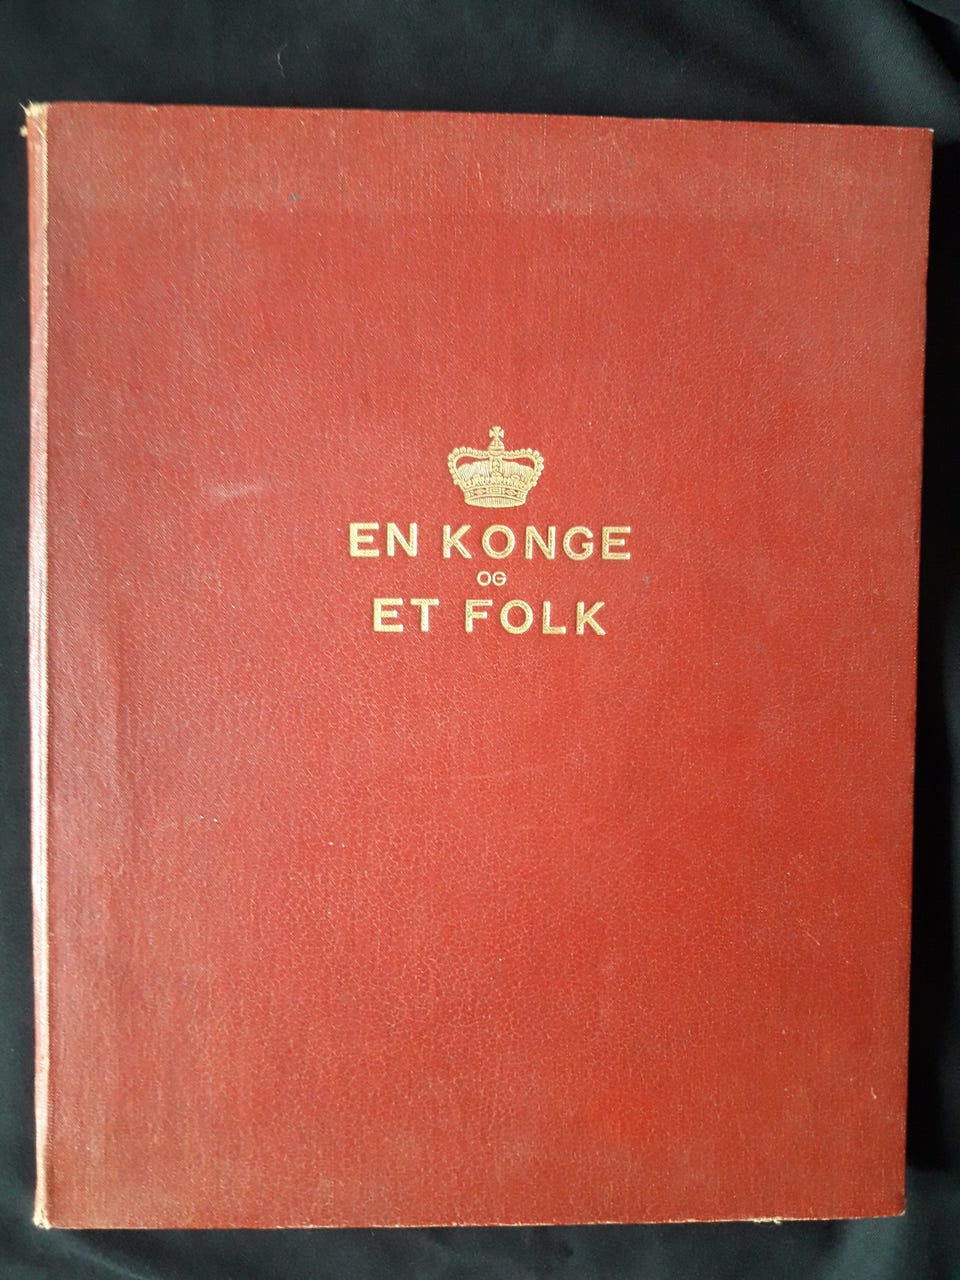 EN KONGE
OG
ET FOLK